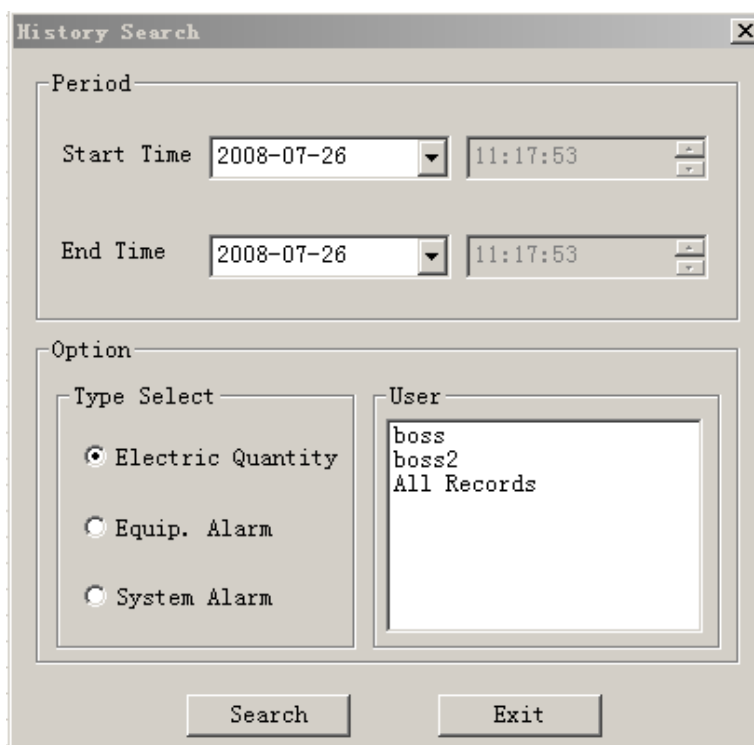 History Search
Period
Start Time 2008-07-26 11:17:53
End Time 2008-07-26 11:17:53
Option
Type Select
Electric Quantity
Equip. Alarm
System Alarm
User
boss
boss2
All Records
Search Exit